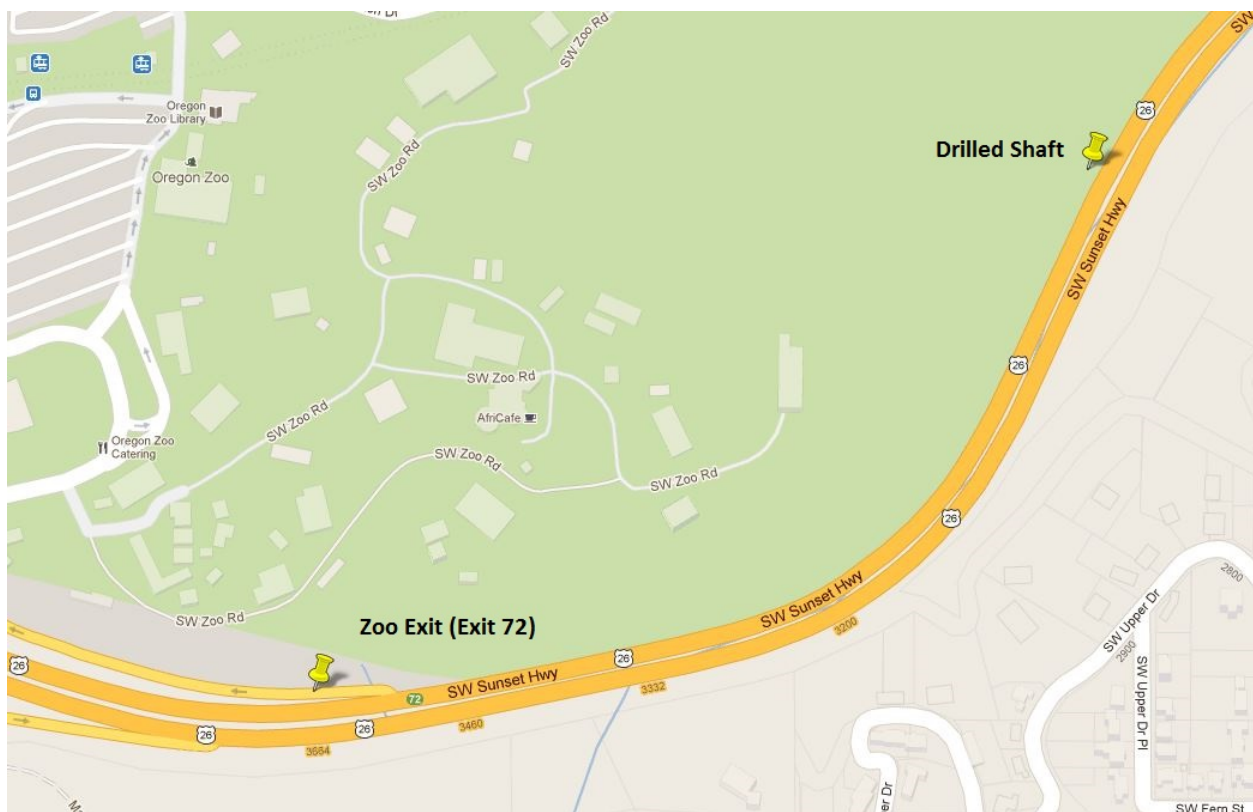 SW Zoo Rd
SW
26
Oregon
Zoo Library
Drilled Shaft
SW Zoo Rd
Oregon Zoo
SW Sunset Hwy
26
SW Zoo Rd
SW Zoo Rd
AfriCafe
Oregon Zoo
Catering
SW Zoo Rd
SW Zoo Rd
26
2800
SW Upper Dr
2900
SW Zoo Rd
Zoo Exit (Exit 72)
SW Sunset Hwy
3200
26
26
SW Sunset Hwy
72
3332
3460
26
26
3664
SW Upper Dr Pl
er Dr
SW Fern St